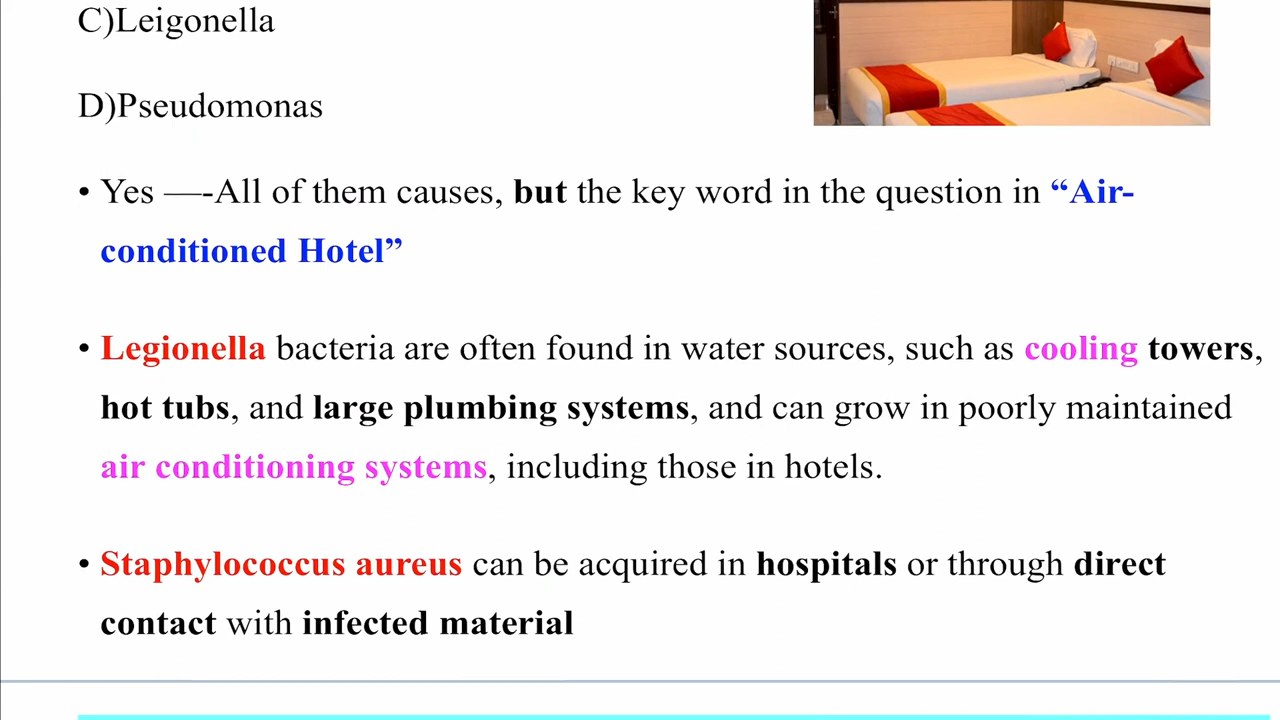 C)Leigonella
D)Pseudomonas
• Yes —-All of them causes, but the key word in the question in “Air-
conditioned Hotel”
• Legionella bacteria are often found in water sources, such as cooling towers,
hot tubs, and large plumbing systems, and can grow in poorly maintained
air conditioning systems, including those in hotels.
• Staphylococcus aureus can be acquired in hospitals or through direct
contact with infected material